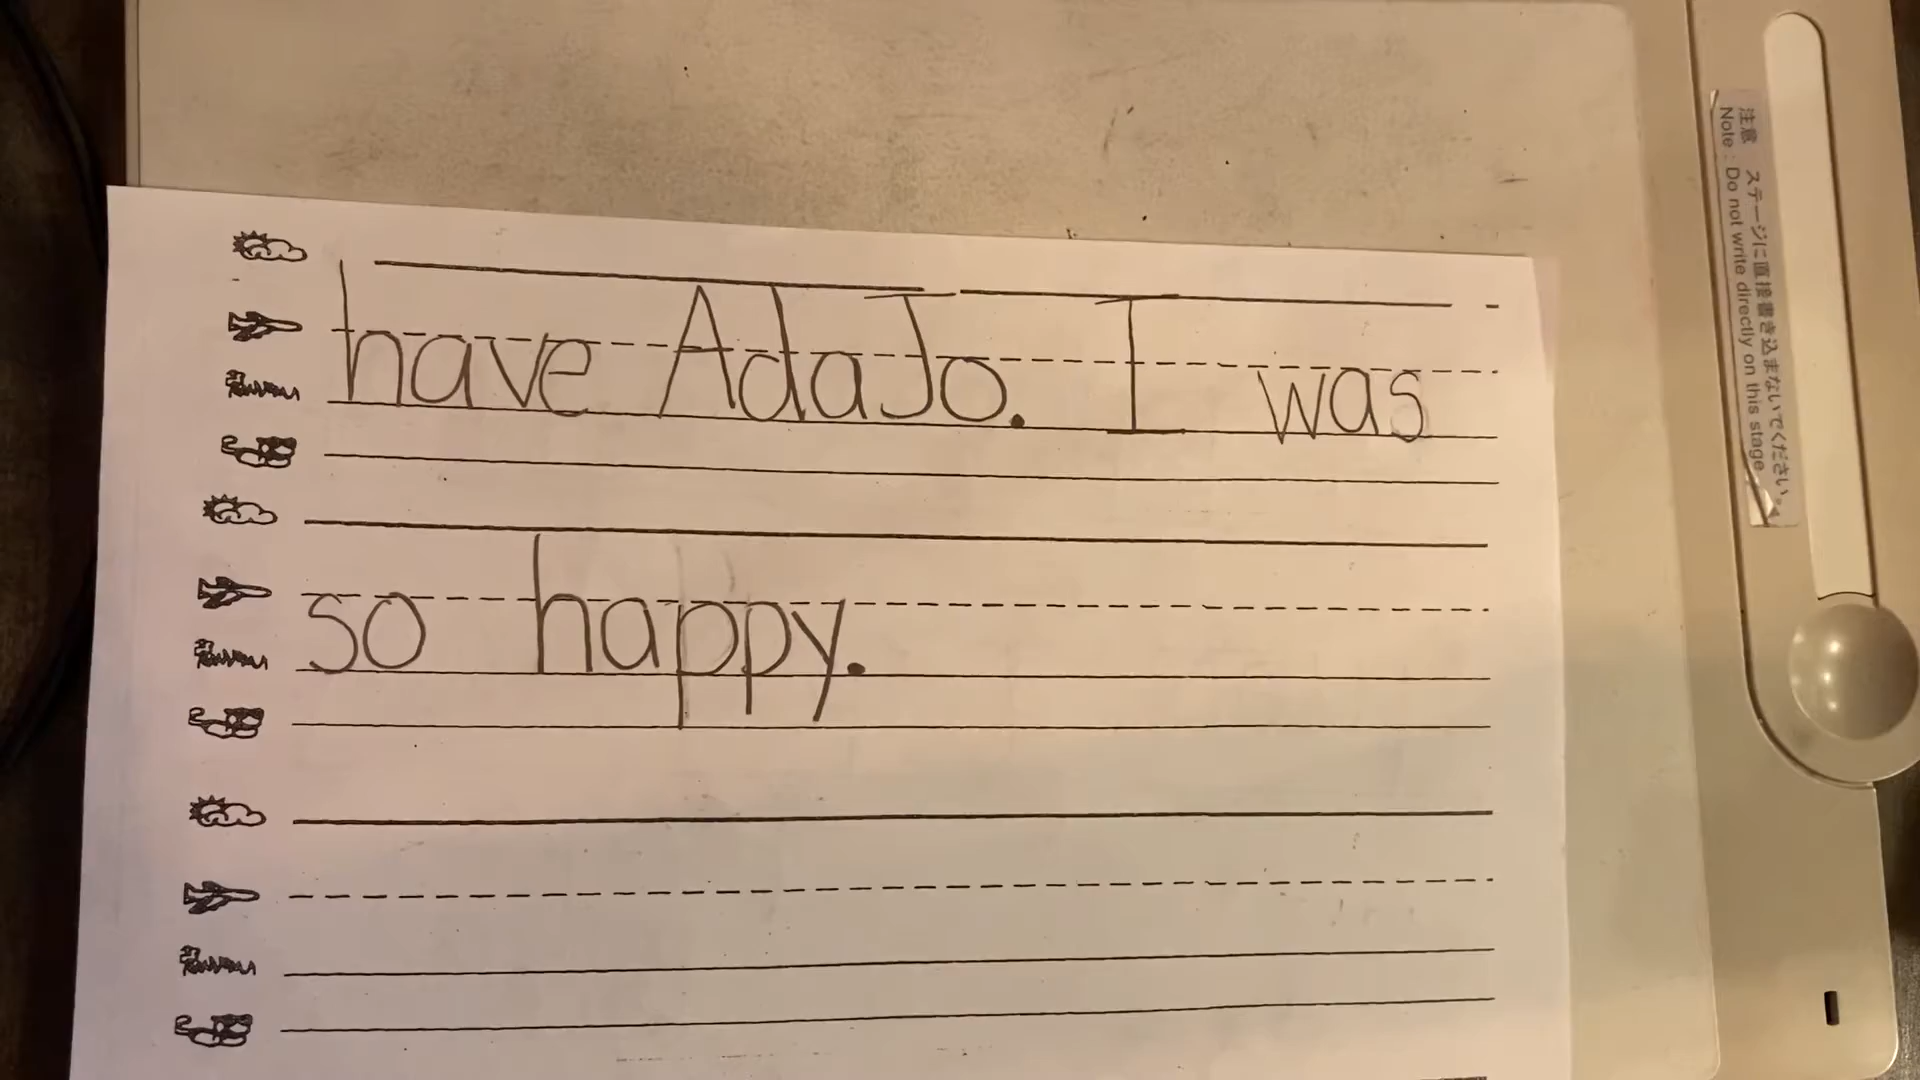 have AdaJo. I was
so happy.
注意 ステージに直接書き込まないでください。
Note : Do not write directly on this stage